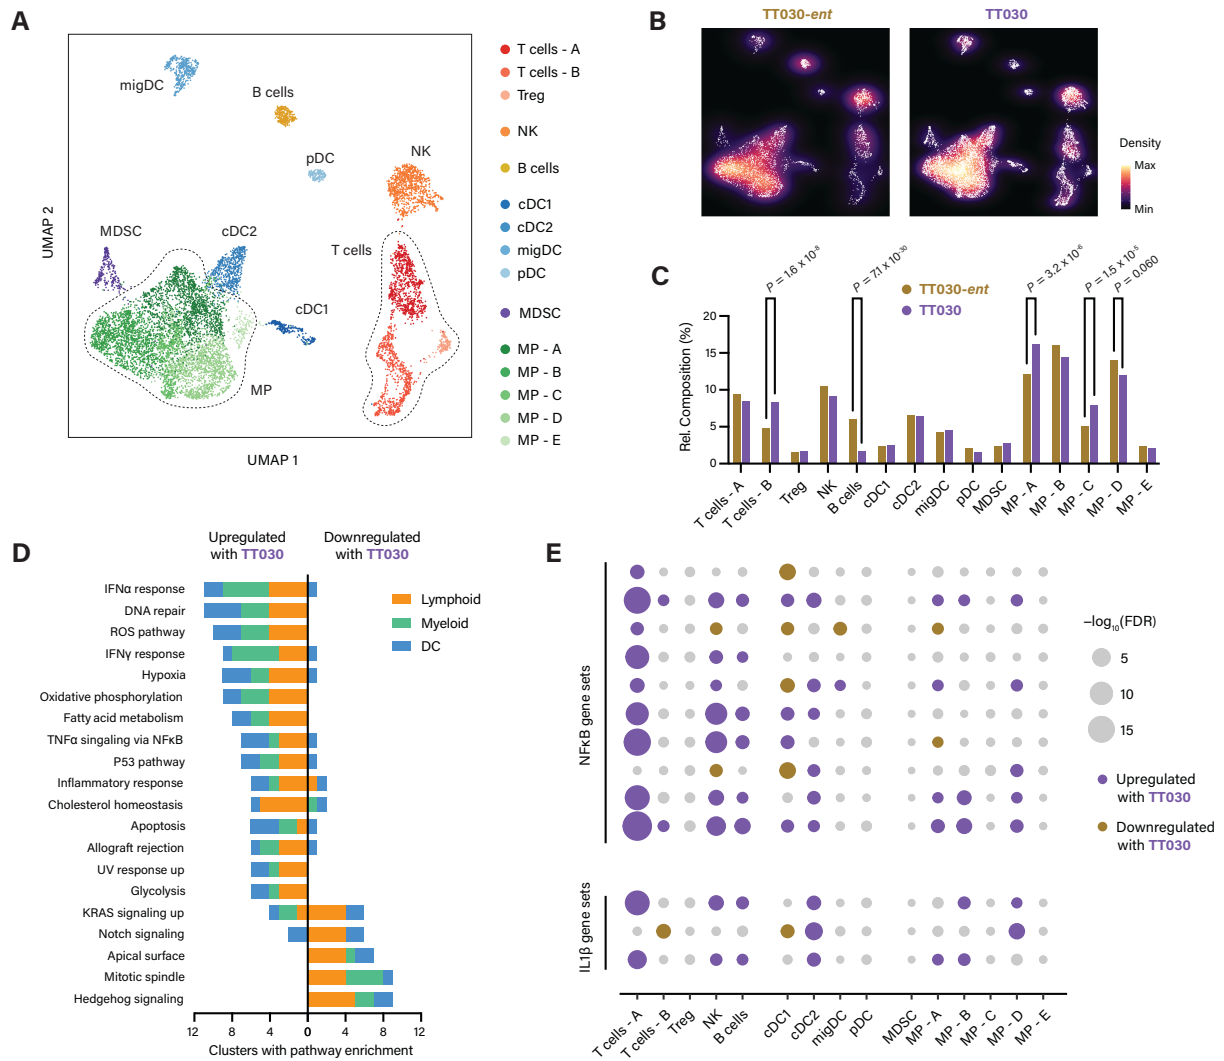 A
migDC
B cells
pDC
NK
MDSC
cDC2
T cells
cDC1
MP
UMAP 2
UMAP 1
T cells - A
T cells - B
Treg
NK
B cells
cDC1
cDC2
migDC
pDC
MDSC
MP - A
MP - B
MP - C
MP - D
MP - E
B
TT030-ent
TT030
Density
Max
Min
C
P = 1.6 x 10⁻⁸
P = 7.1 x 10⁻³⁰
P = 3.2 x 10⁻⁶
P = 1.5 x 10⁻⁵
P = 0.060
TT030-ent
TT030
Rel. Composition (%)
20
15
10
5
0
T cells - A
T cells - B
Treg
NK
B cells
cDC1
cDC2
migDC
pDC
MDSC
MP - A
MP - B
MP - C
MP - D
MP - E
D
Upregulated
with TT030
Downregulated
with TT030
IFNα response
DNA repair
ROS pathway
IFNγ response
Hypoxia
Oxidative phosphorylation
Fatty acid metabolism
TNFα singaling via NFκB
P53 pathway
Inflammatory response
Cholesterol homeostasis
Apoptosis
Allograft rejection
UV response up
Glycolysis
KRAS signaling up
Notch signaling
Apical surface
Mitotic spindle
Hedgehog signaling
Lymphoid
Myeloid
DC
12 8 4 0 4 8 12
Clusters with pathway enrichment
E
NFκB gene sets
IL1β gene sets
−log₁₀(FDR)
5
10
15
Upregulated
with TT030
Downregulated
with TT030
T cells - A
T cells - B
Treg
NK
B cells
cDC1
cDC2
migDC
pDC
MDSC
MP - A
MP - B
MP - C
MP - D
MP - E